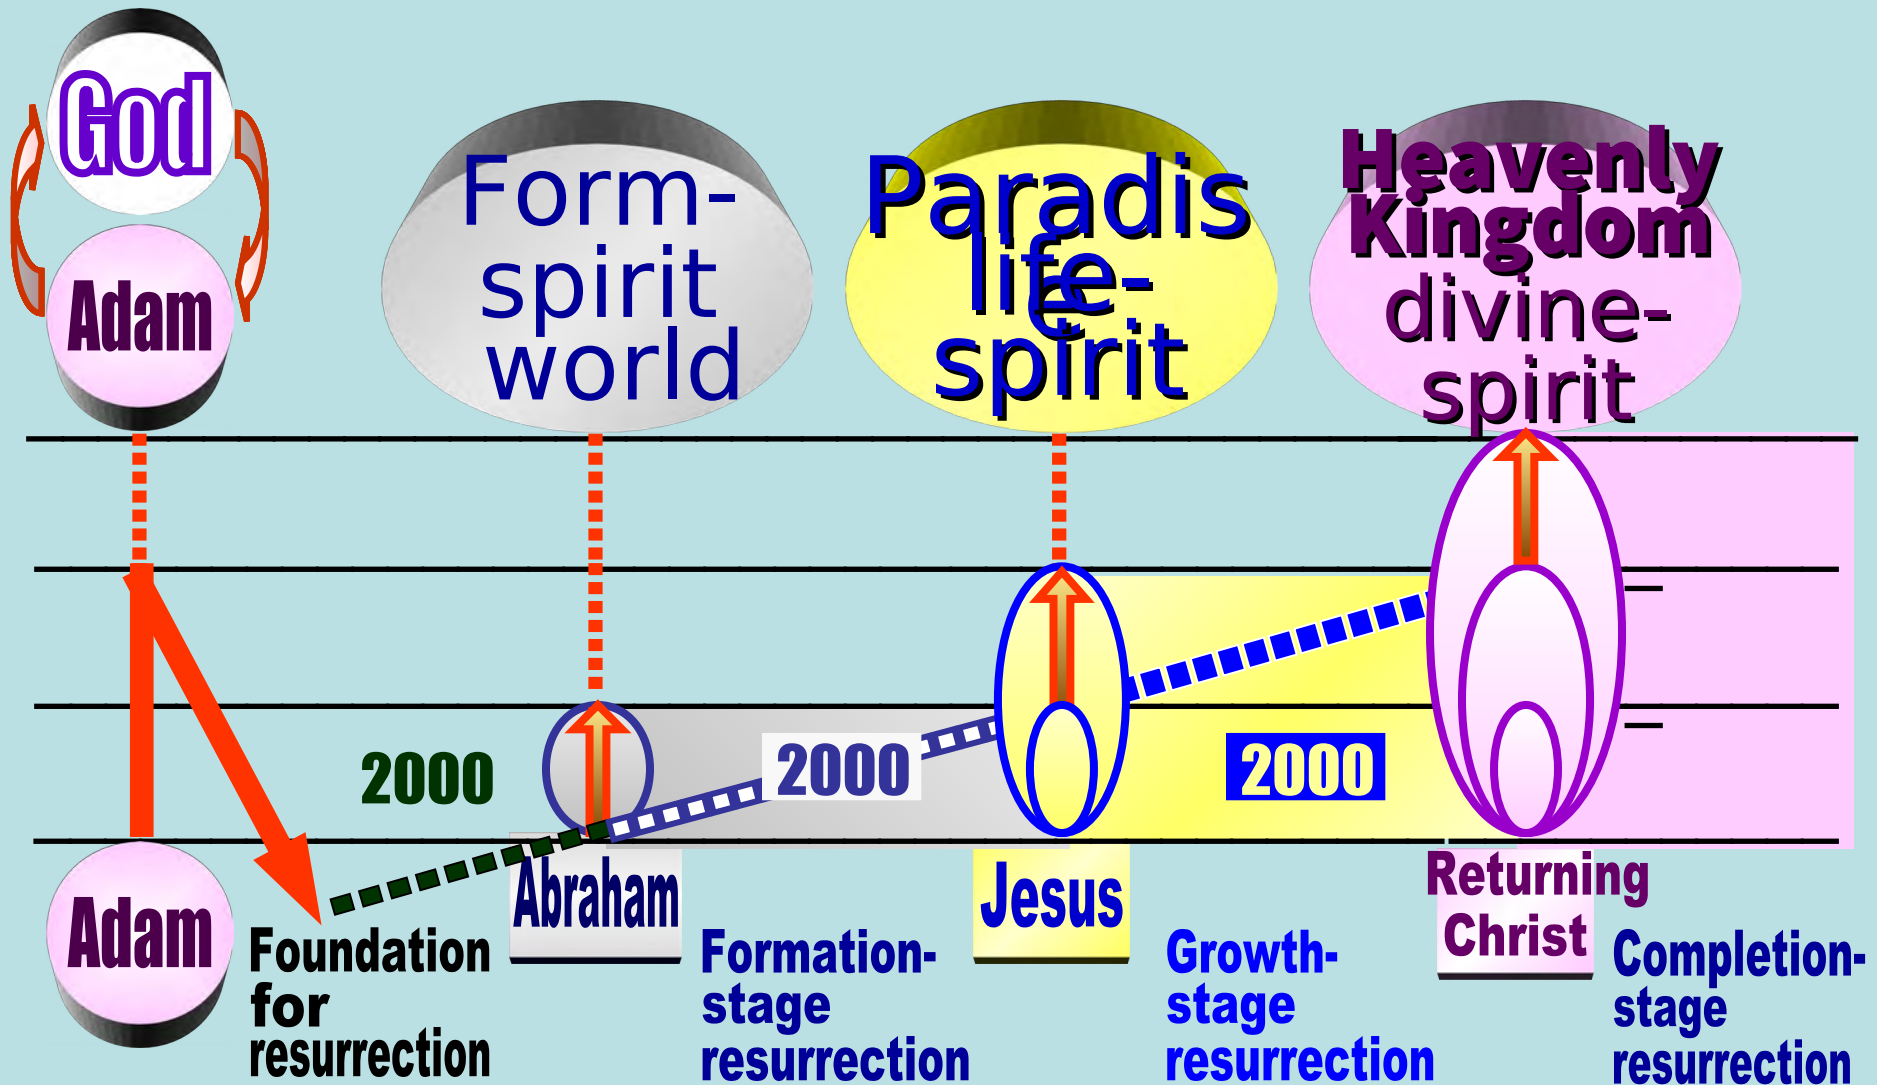 God
Adam
Form-
spirit
world
Paradis
e
life-
spirit
Heavenly
Kingdom
divine-
spirit
2000
2000
2000
Adam
Abraham
Jesus
Returning
Christ
Foundation
for
resurrection
Formation-
stage
resurrection
Growth-
stage
resurrection
Completion-
stage
resurrection